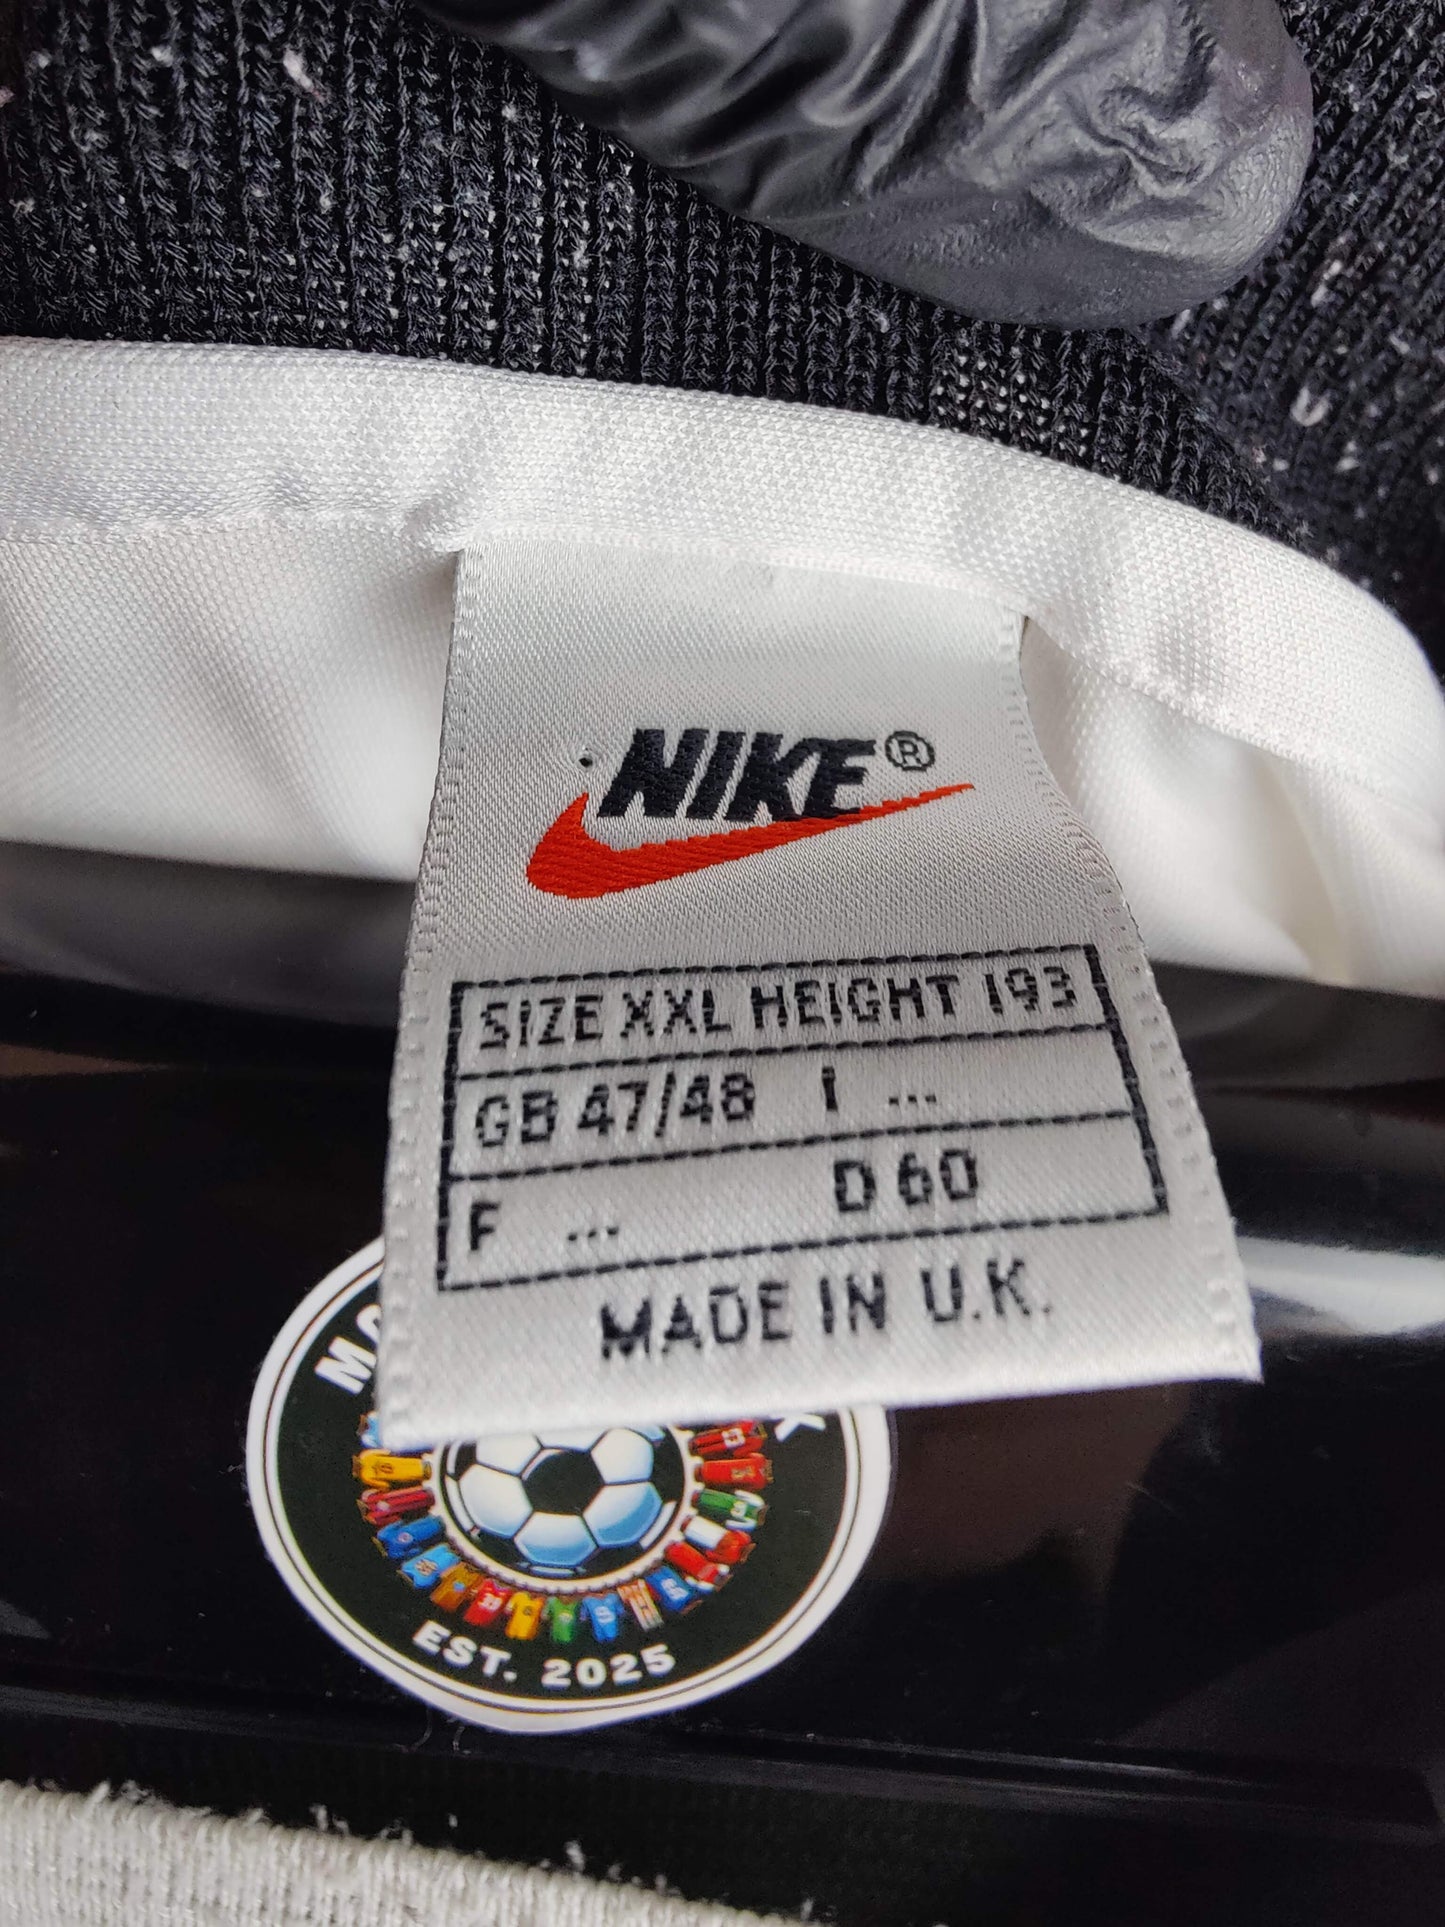 NIKE®
SIZE XXL HEIGHT 193
GB 47/48 I ...
F ... D 60
MADE IN U.K.
EST. 2025